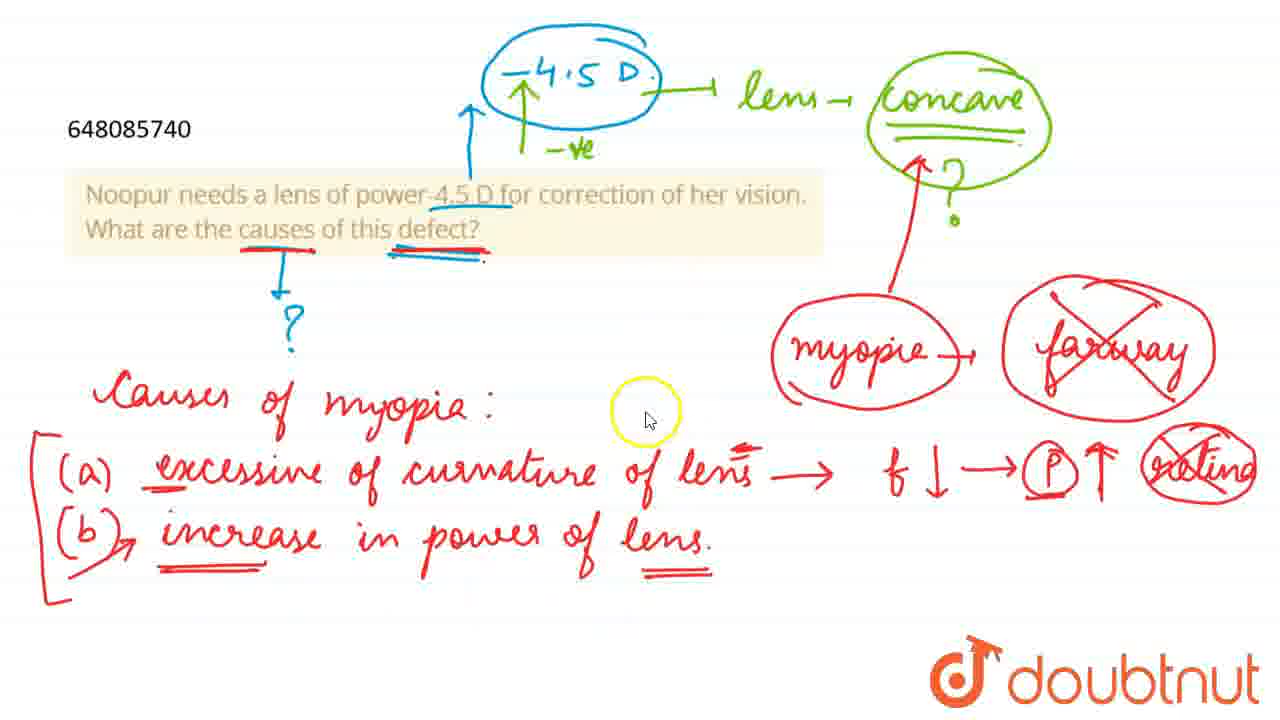 -4.5 D.
lens → concave
-ve
?
648085740
Noopur needs a lens of power-4.5 D for correction of her vision.
What are the causes of this defect?
?
myopia → farway
Causes of myopia:
(a) excessive of curvature of lens → f ↓ → P ↑ retina
(b) increase in power of lens.
doubtnut